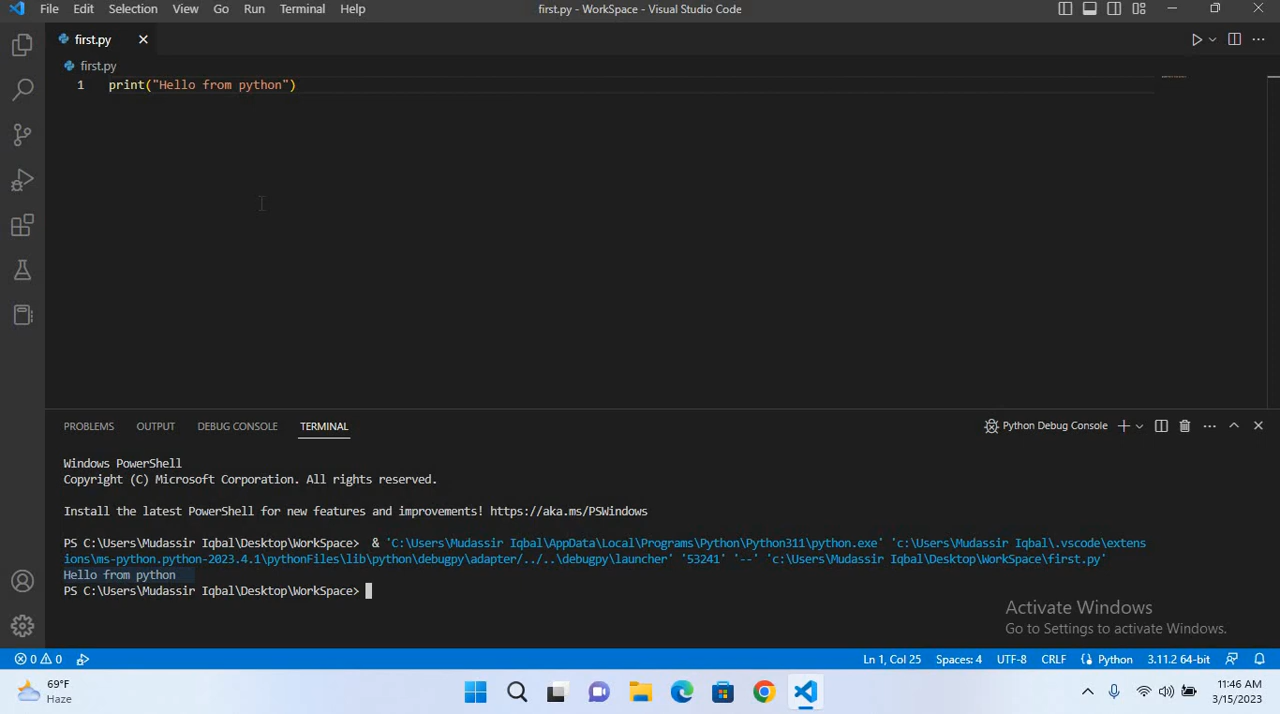 File Edit Selection View Go Run Terminal Help
first.py - WorkSpace - Visual Studio Code
first.py
first.py
1 print("Hello from python")
PROBLEMS OUTPUT DEBUG CONSOLE TERMINAL
Python Debug Console
Windows PowerShell
Copyright (C) Microsoft Corporation. All rights reserved.
Install the latest PowerShell for new features and improvements! https://aka.ms/PSWindows
PS C:\Users\Mudassir Iqbal\Desktop\WorkSpace>  & 'C:\Users\Mudassir Iqbal\AppData\Local\Programs\Python\Python311\python.exe' 'c:\Users\Mudassir Iqbal\.vscode\extens
ions\ms-python.python-2023.4.1\pythonFiles\lib\python\debugpy\adapter/../..\debugpy\launcher' '53241' '--' 'c:\Users\Mudassir Iqbal\Desktop\WorkSpace\first.py'
Hello from python
PS C:\Users\Mudassir Iqbal\Desktop\WorkSpace>
Activate Windows
Go to Settings to activate Windows.
0 0
Ln 1, Col 25 Spaces: 4 UTF-8 CRLF Python 3.11.2 64-bit
69°F
Haze
11:46 AM
3/15/2023